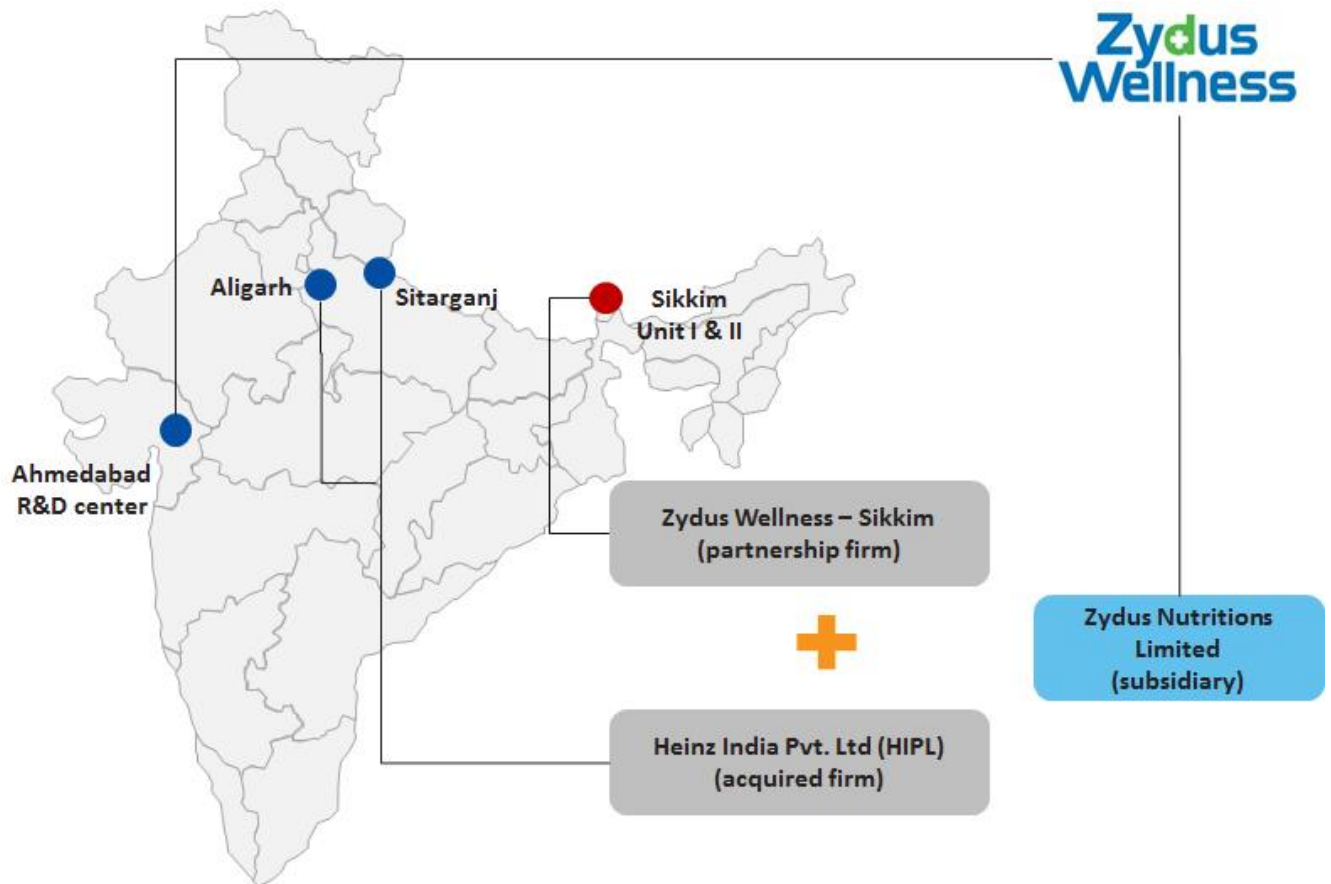 Zydus
Wellness
Aligarh
Sitarganj
Sikkim
Unit I & II
Ahmedabad
R&D center
Zydus Wellness – Sikkim
(partnership firm)
Zydus Nutritions
Limited
(subsidiary)
Heinz India Pvt. Ltd (HIPL)
(acquired firm)